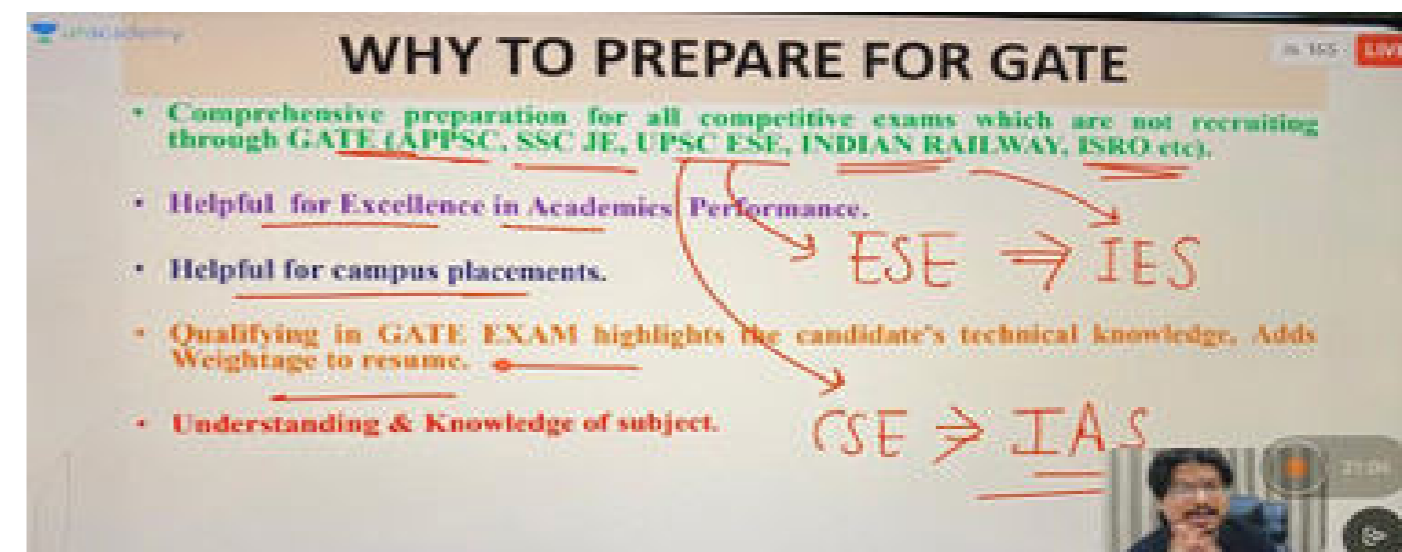 unacademy
WHY TO PREPARE FOR GATE
165
LIVE
• Comprehensive preparation for all competitive exams which are not recruiting
through GATE (APPSC, SSC JE, UPSC ESE, INDIAN RAILWAY, ISRO etc).
• Helpful for Excellence in Academics Performance.
ESE ⇒ IES
• Helpful for campus placements.
• Qualifying in GATE EXAM highlights the candidate's technical knowledge, Adds
Weightage to resume.
• Understanding & Knowledge of subject.
CSE ⇒ IAS